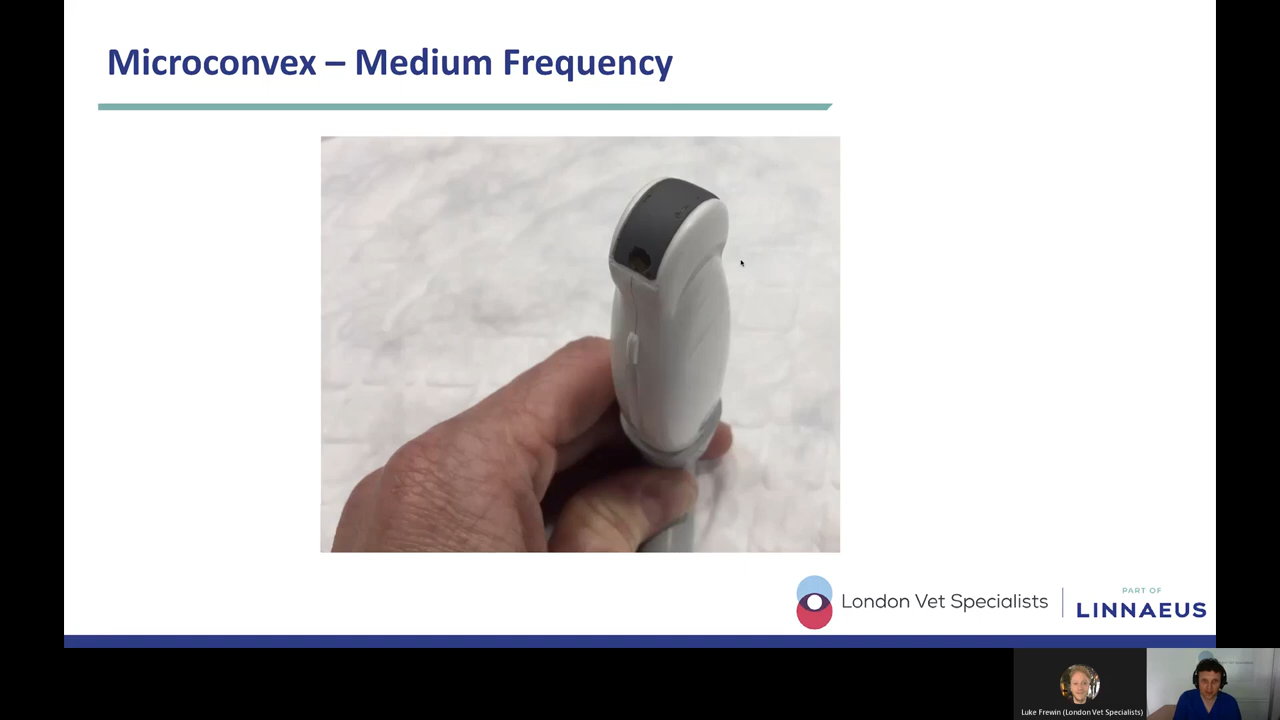 Microconvex – Medium Frequency
London Vet Specialists
PART OF
LINNAEUS
Luke Frewin (London Vet Specialists)